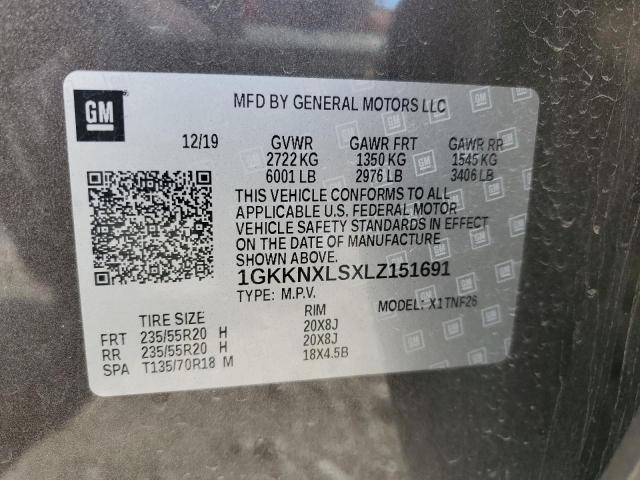 GM
MFD BY GENERAL MOTORS LLC
12/19 GVWR GAWR FRT GAWR RR
2722 KG 1350 KG 1545 KG
6001 LB 2976 LB 3406 LB
THIS VEHICLE CONFORMS TO ALL
APPLICABLE U.S. FEDERAL MOTOR
VEHICLE SAFETY STANDARDS IN EFFECT
ON THE DATE OF MANUFACTURE
SHOWN ABOVE.
1GKKNXLSXLZ151691
TYPE: M.P.V. MODEL: X1TNF26
TIRE SIZE RIM
FRT 235/55R20 H 20X8J
RR 235/55R20 H 20X8J
SPA T135/70R18 M 18X4.5B